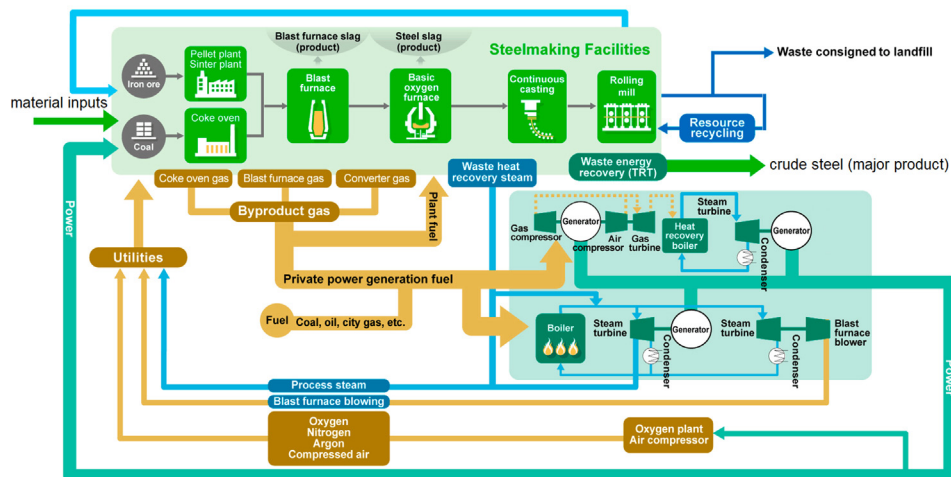 Blast furnace slag
(product)
Steel slag
(product)
Steelmaking Facilities
Waste consigned to landfill
Pellet plant
Sinter plant
Iron ore
Blast
furnace
Basic
oxygen
furnace
Continuous
casting
Rolling
mill
material inputs
Coke oven
Coal
Resource
recycling
Waste heat
recovery steam
Waste energy
recovery (TRT)
crude steel (major product)
Coke oven gas
Blast furnace gas
Converter gas
Byproduct gas
Plant fuel
Power
Utilities
Private power generation fuel
Fuel
Coal, oil, city gas, etc.
Gas
compressor
Generator
Air
compressor
Gas
turbine
Heat
recovery
boiler
Steam
turbine
Condenser
Generator
Boiler
Steam
turbine
Condenser
Generator
Steam
turbine
Condenser
Blast
furnace
blower
Power
Process steam
Blast furnace blowing
Oxygen
Nitrogen
Argon
Compressed air
Oxygen plant
Air compressor